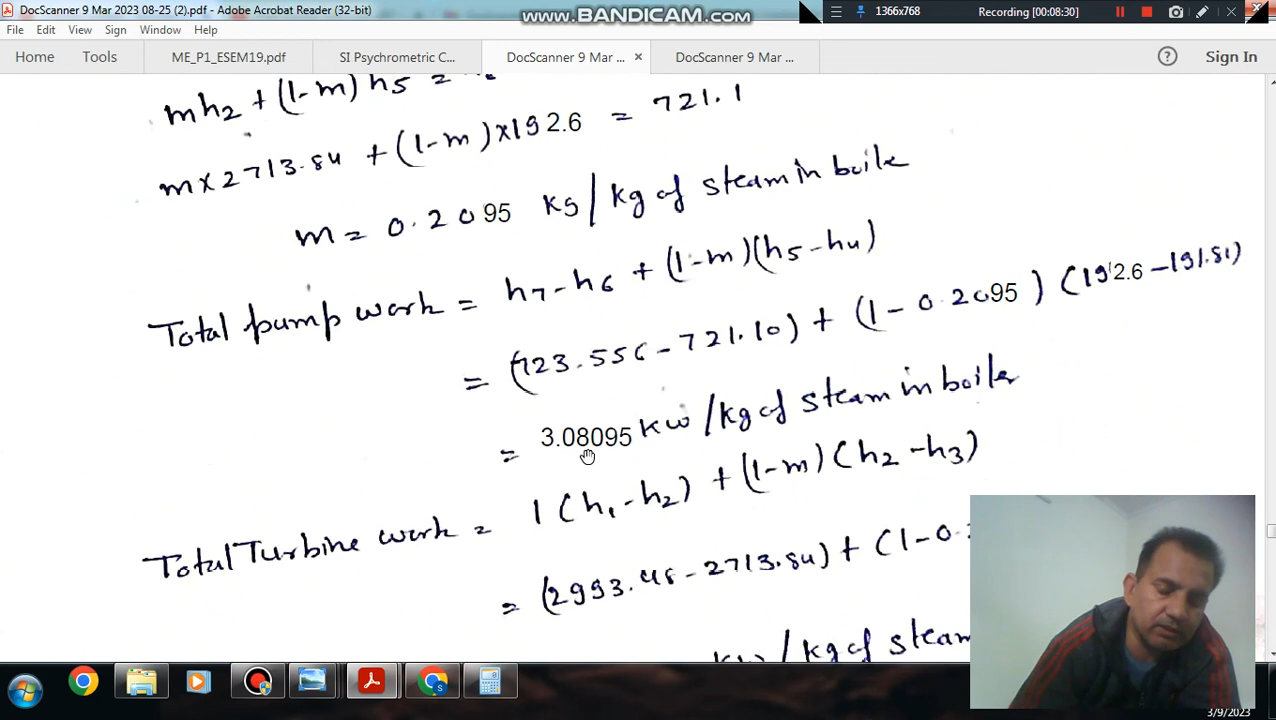 DocScanner 9 Mar 2023 08-25 (2).pdf - Adobe Acrobat Reader (32-bit)
www.BANDICAM.com
1366x768
Recording [00:08:30]
File Edit View Sign Window Help
Home Tools ME_P1_ESEM19.pdf SI Psychrometric C... DocScanner 9 Mar ... × DocScanner 9 Mar ... Sign In
mh2 + (1-m) h5 =
m×2713.84 + (1-m)×192.6 = 721.1
m = 0.2095 kg/kg of steam in boile
Total pump work = h7-h6 + (1-m)(h5-h4)
= (723.556-721.10) + (1-0.2095) (192.6-191.81)
= 3.08095 kw/kg of steam in boiler
Total Turbine work = 1(h1-h2) + (1-m)(h2-h3)
= (2993.48-2713.84) + (1-0.
kw/kg of steam
3/9/2023